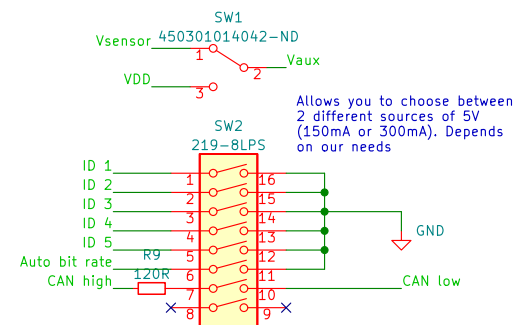 SW1
450301014042-ND
Vsensor
1
2
Vaux
VDD
3
Allows you to choose between
2 different sources of 5V
(150mA or 300mA). Depends
on our needs
SW2
219-8LPS
ID 1
1
16
ID 2
2
15
ID 3
3
14
ID 4
4
13
GND
ID 5
5
12
R9
Auto bit rate
6
11
120R
CAN high
7
10
CAN low
8
9